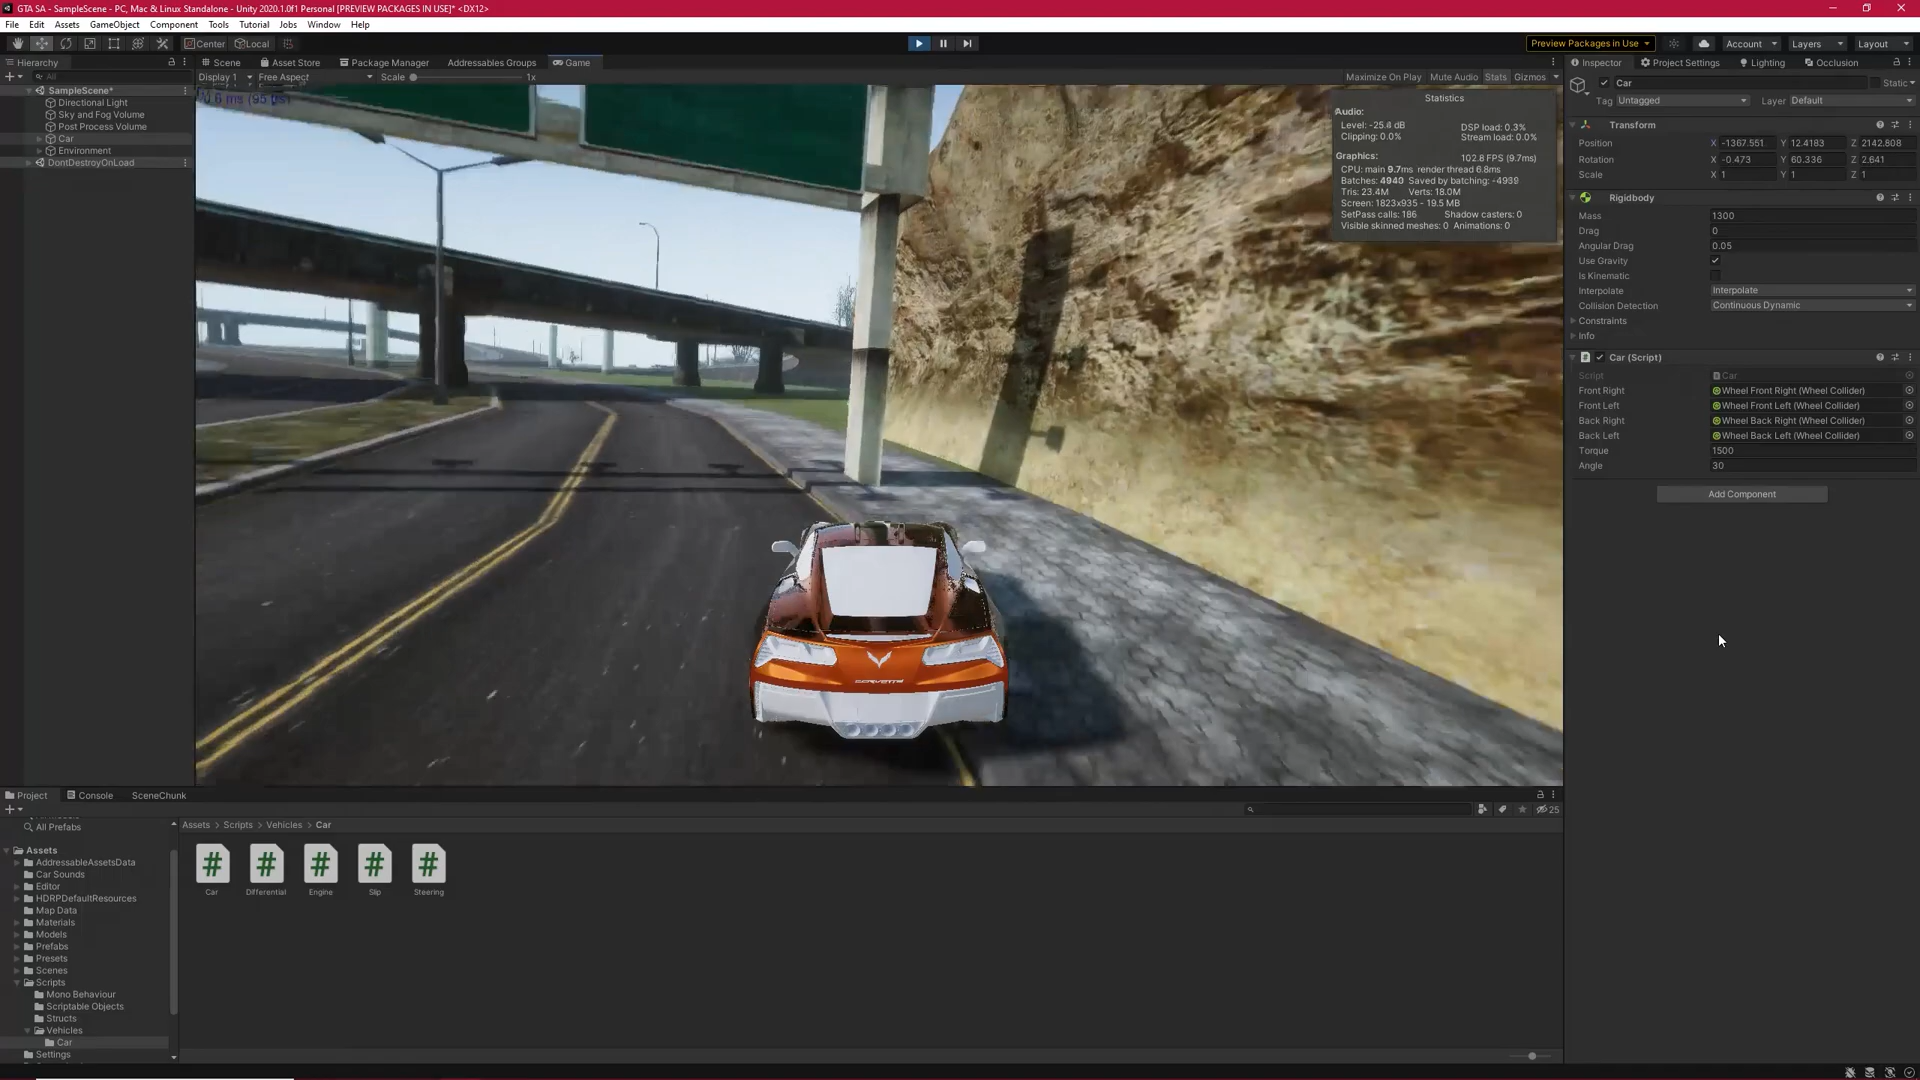 GTA SA - SampleScene - PC, Mac & Linux Standalone - Unity 2020.1.0f1 Personal [PREVIEW PACKAGES IN USE]* <DX12>
File Edit Assets GameObject Component Tools Tutorial Jobs Window Help
Center Local Preview Packages in Use Account Layers Layout
Hierarchy
All
SampleScene*
Directional Light
Sky and Fog Volume
Post Process Volume
Car
Environment
DontDestroyOnLoad
Scene Asset Store Package Manager Addressables Groups Game
Display 1 Free Aspect Scale 1x Maximize On Play Mute Audio Stats Gizmos
Statistics
Audio:
Level: -25.6 dB DSP load: 0.3%
Clipping: 0.0% Stream load: 0.0%
Graphics: 102.8 FPS (9.7ms)
CPU: main 9.7ms render thread 6.8ms
Batches: 4940 Saved by batching: -4939
Tris: 23.4M Verts: 18.0M
Screen: 1823x935 - 19.5 MB
SetPass calls: 186 Shadow casters: 0
Visible skinned meshes: 0 Animations: 0
CORVETTE
Inspector Project Settings Lighting Occlusion
Car Static
Tag Untagged Layer Default
Transform
Position X -1367.551 Y 12.4183 Z 2142.808
Rotation X -0.473 Y 60.336 Z 2.641
Scale X 1 Y 1 Z 1
Rigidbody
Mass 1300
Drag 0
Angular Drag 0.05
Use Gravity
Is Kinematic
Interpolate Interpolate
Collision Detection Continuous Dynamic
Constraints
Info
Car (Script)
Script Car
Front Right Wheel Front Right (Wheel Collider)
Front Left Wheel Front Left (Wheel Collider)
Back Right Wheel Back Right (Wheel Collider)
Back Left Wheel Back Left (Wheel Collider)
Torque 1500
Angle 30
Add Component
Project Console SceneChunk
25
All Prefabs
Assets
AddressableAssetsData
Car Sounds
Editor
HDRPDefaultResources
Map Data
Materials
Models
Prefabs
Presets
Scenes
Scripts
Mono Behaviour
Scriptable Objects
Structs
Vehicles
Car
Settings
Assets > Scripts > Vehicles > Car
Car Differential Engine Slip Steering